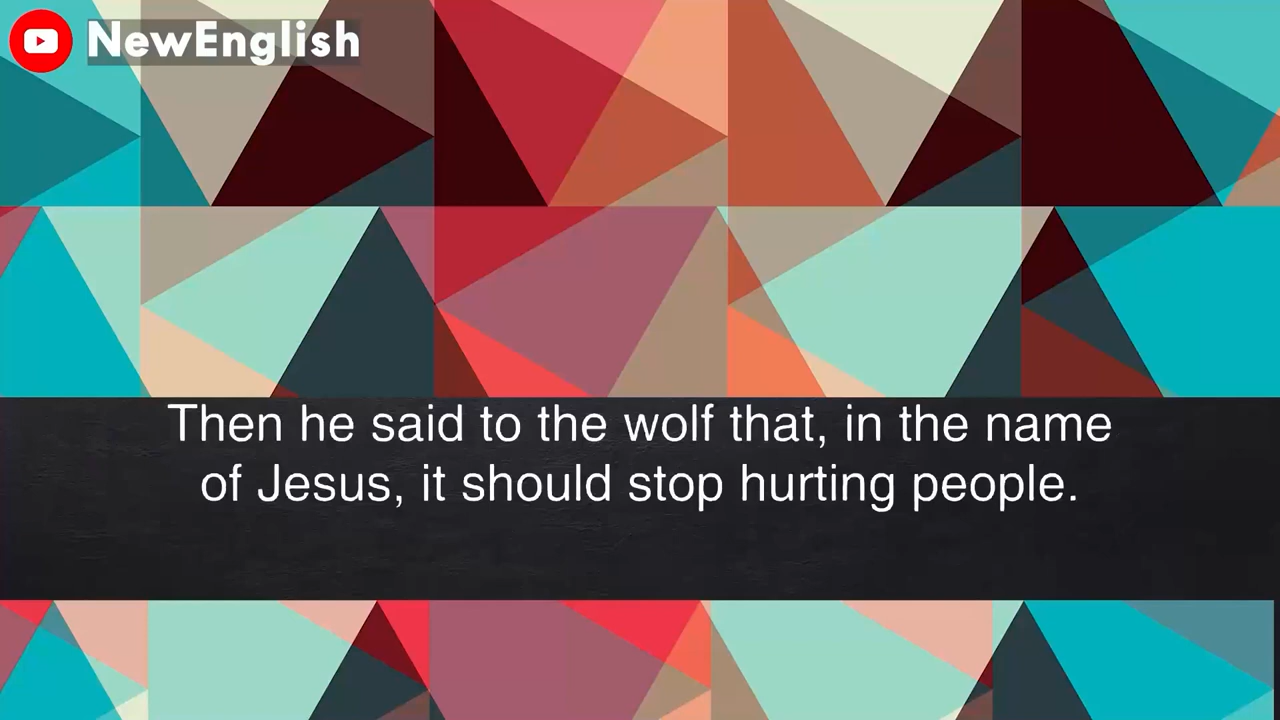 NewEnglish
Then he said to the wolf that, in the name
of Jesus, it should stop hurting people.